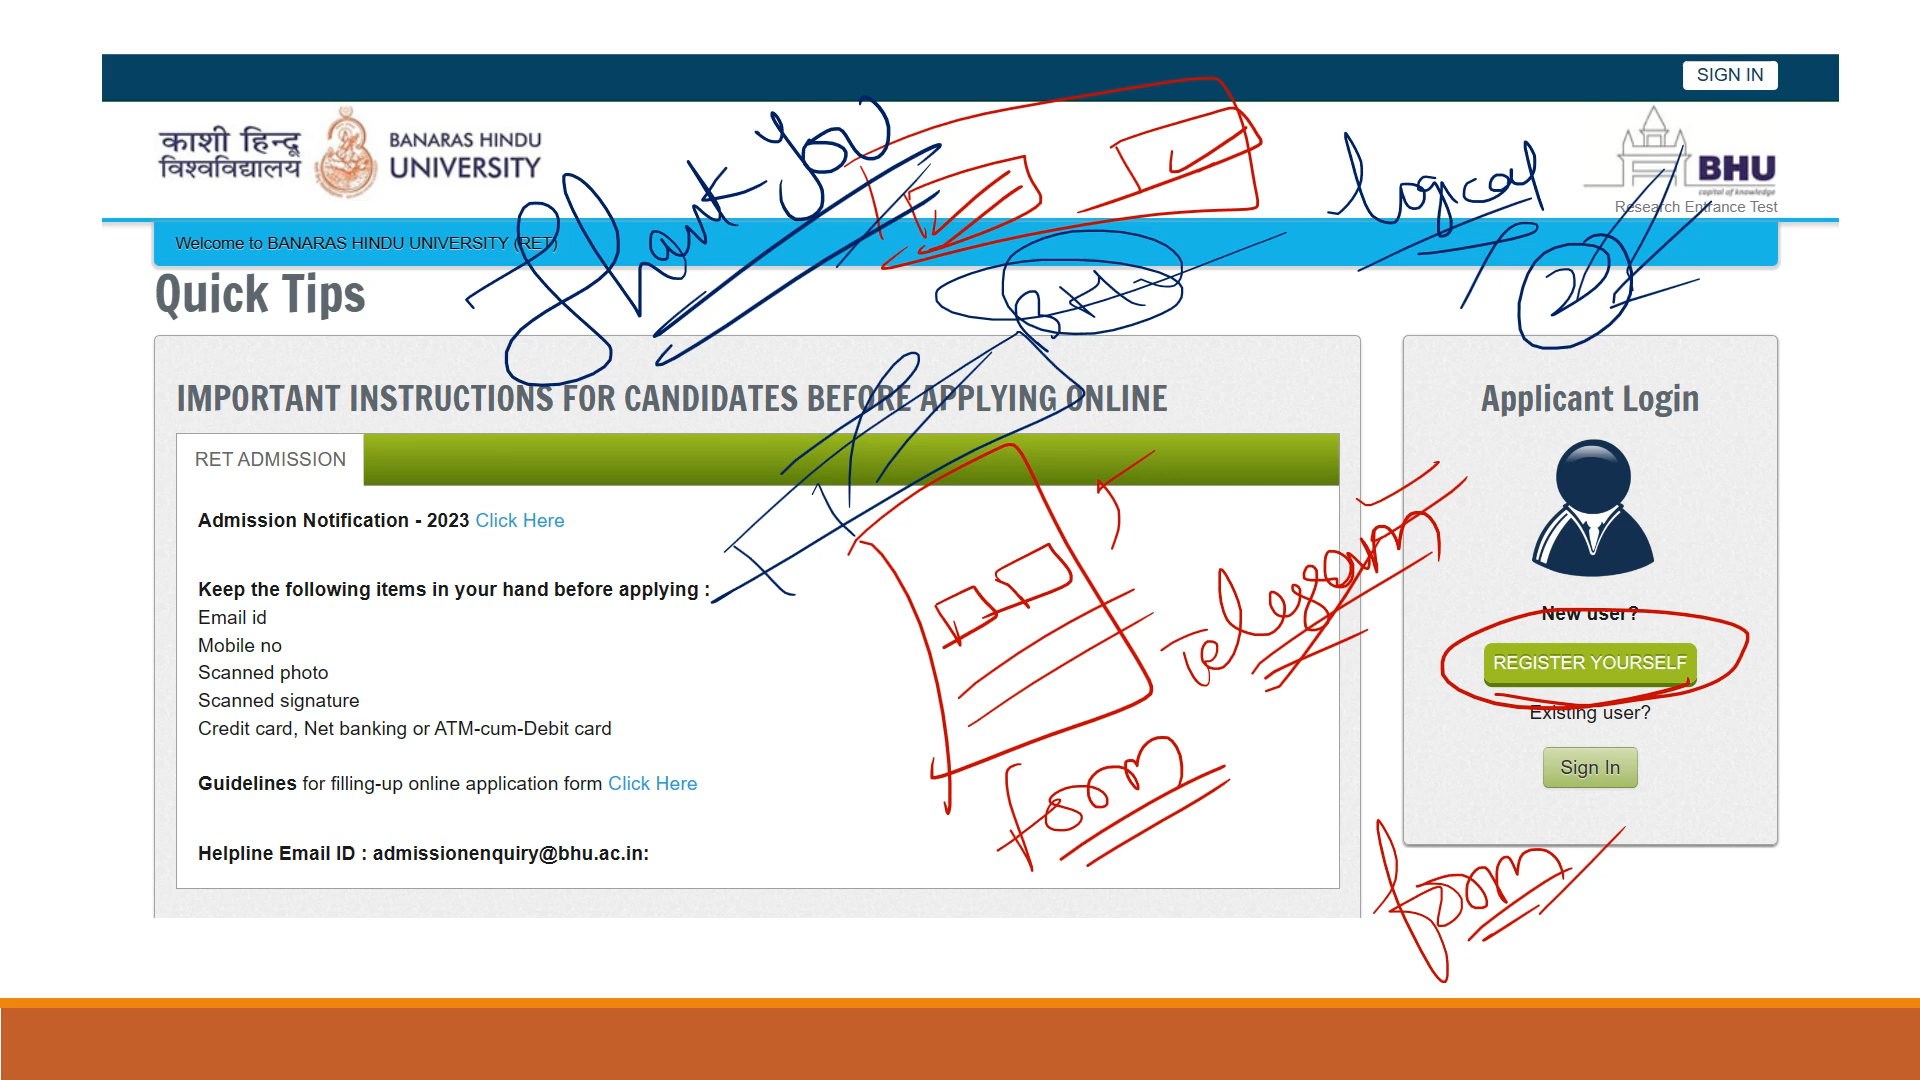 SIGN IN
काशी हिन्दू
विश्वविद्यालय
BANARAS HINDU
UNIVERSITY
Thank You
Logical
BHU
capital of knowledge
Research Entrance Test
Welcome to BANARAS HINDU UNIVERSITY (RET)
Quick Tips
IMPORTANT INSTRUCTIONS FOR CANDIDATES BEFORE APPLYING ONLINE
RET ADMISSION
Admission Notification - 2023 Click Here
Keep the following items in your hand before applying :
Email id
Mobile no
Scanned photo
Scanned signature
Credit card, Net banking or ATM-cum-Debit card
Guidelines for filling-up online application form Click Here
Helpline Email ID : admissionenquiry@bhu.ac.in:
Telegram
Form
Applicant Login
New user?
REGISTER YOURSELF
Existing user?
Sign In
form